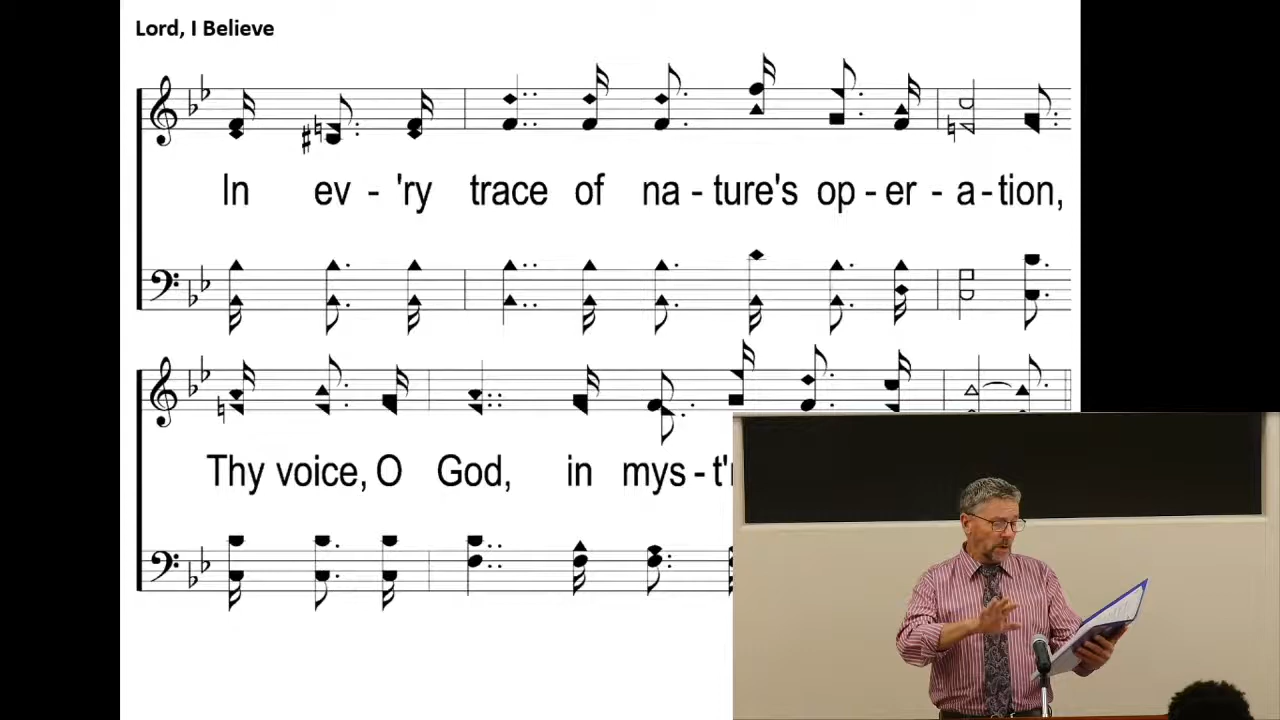 Lord, I Believe
In ev - 'ry trace of na - ture's op - er - a - tion,
Thy voice, O God, in mys - t'r